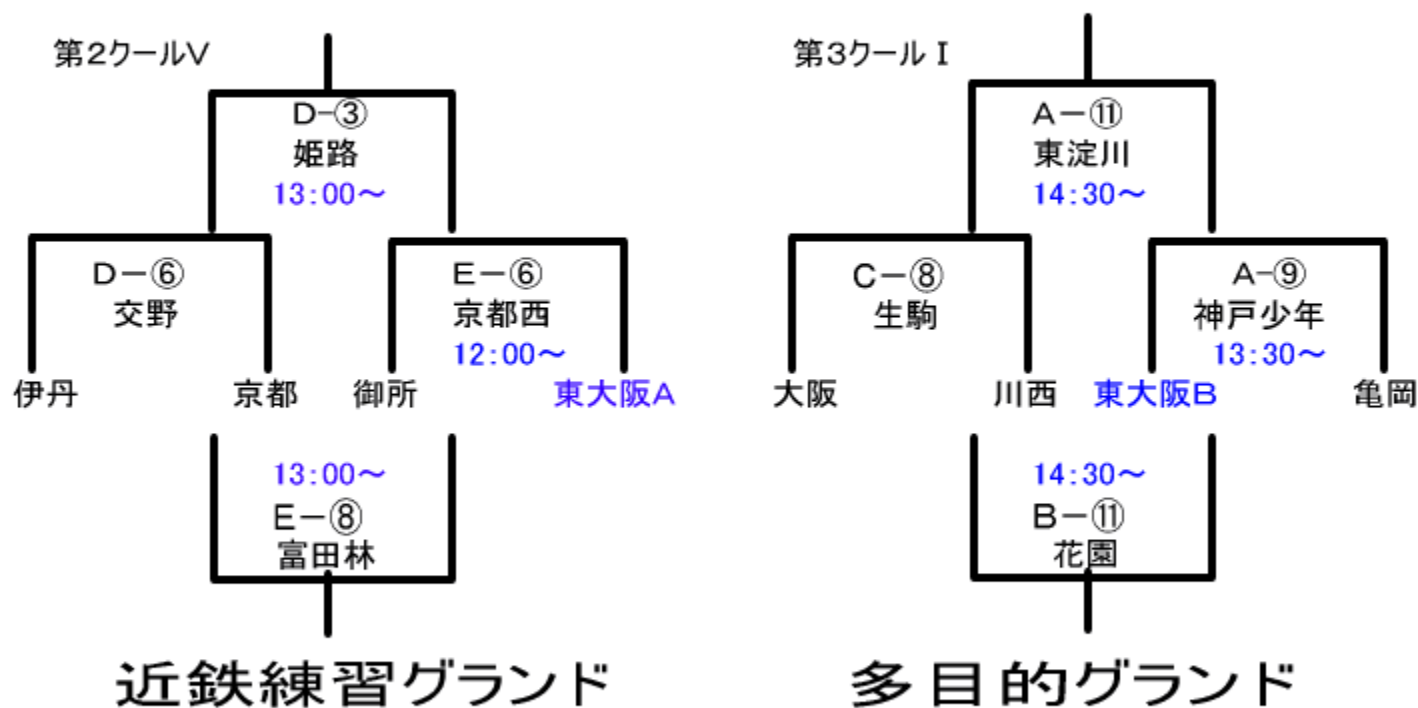 第2クールV
D-③
姫路
13:00～
D－⑥
交野
E－⑥
京都西
12:00～
伊丹
京都
御所
東大阪A
13:00～
E－⑧
富田林
近鉄練習グランド
第3クール I
A－⑪
東淀川
14:30～
C－⑧
生駒
A-⑨
神戸少年
13:30～
大阪
川西
東大阪B
亀岡
14:30～
B－⑪
花園
多目的グランド